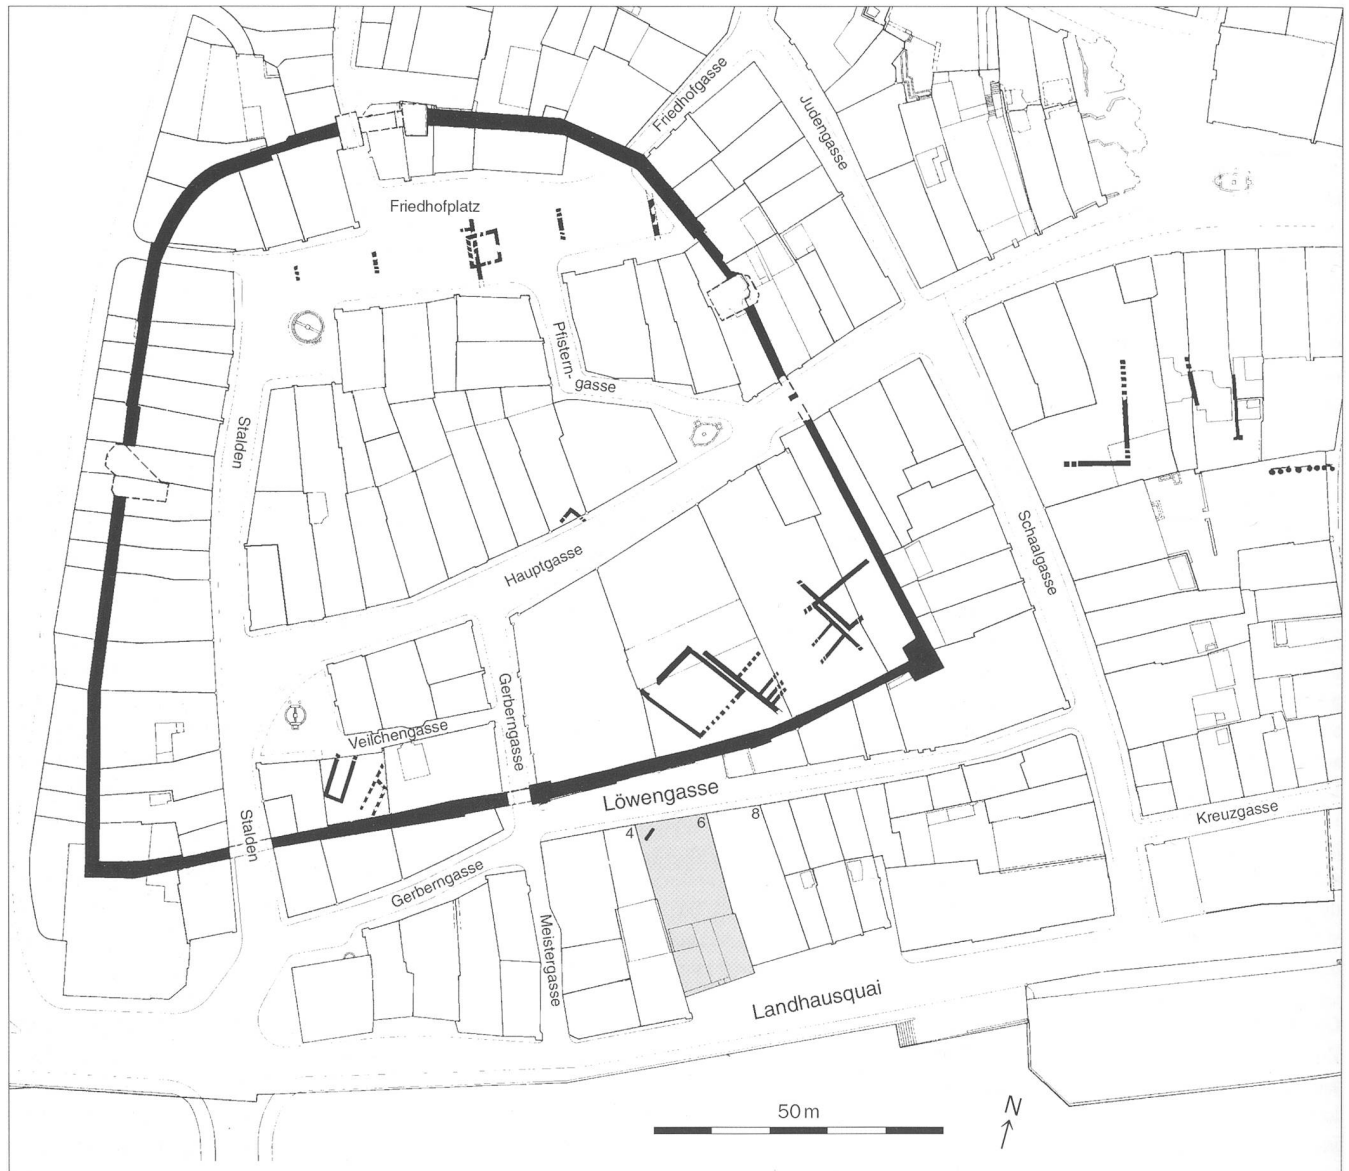 Friedhofgasse
Judengasse
Friedhofplatz
Pfistern-
gasse
Stalden
Hauptgasse
Schaalgasse
Gerberngasse
Veilchengasse
Löwengasse
Stalden
4
6
8
Kreuzgasse
Gerberngasse
Meistergasse
Landhausquai
50 m
N